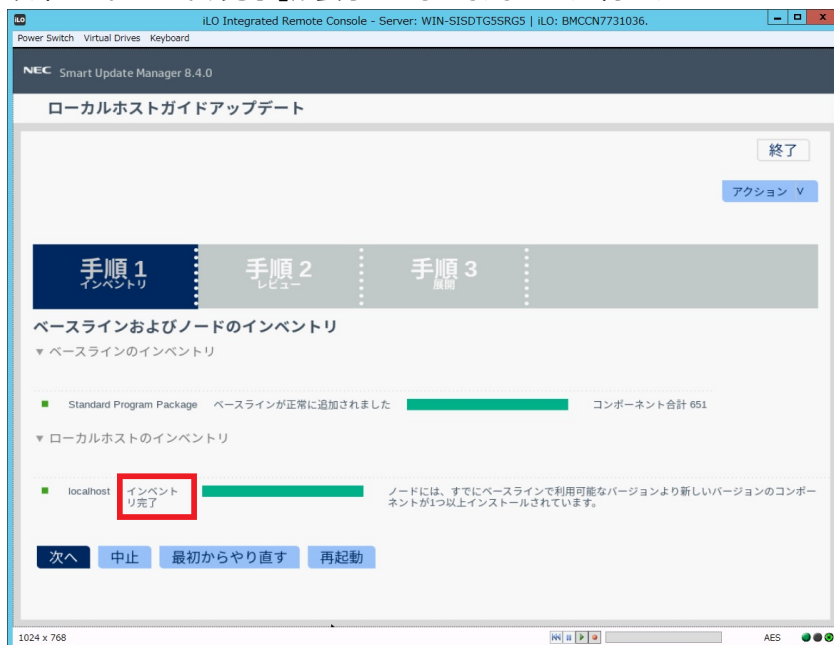 iLO Integrated Remote Console - Server: WIN-SISDTG5SRG5 | iLO: BMCCN7731036.
Power Switch Virtual Drives Keyboard
NEC Smart Update Manager 8.4.0
ローカルホストガイドアップデート
終了
アクション V
手順 1
インベントリ
手順 2
レビュー
手順 3
展開
ベースラインおよびノードのインベントリ
▼ ベースラインのインベントリ
Standard Program Package ベースラインが正常に追加されました コンポーネント合計 651
▼ ローカルホストのインベントリ
localhost インベント
リ完了
ノードには、すでにベースラインで利用可能なバージョンより新しいバージョンのコンポー
ネントが1つ以上インストールされています。
次へ 中止 最初からやり直す 再起動
1024 x 768 AES